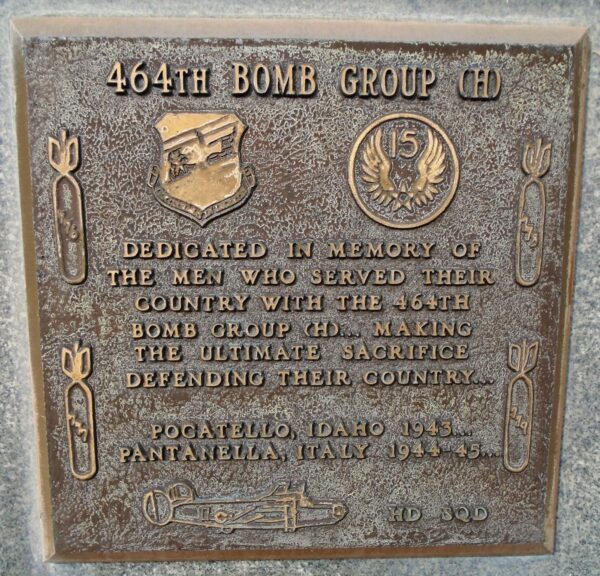 464TH BOMB GROUP (H)
15
DEDICATED IN MEMORY OF
THE MEN WHO SERVED THEIR
COUNTRY WITH THE 464TH
BOMB GROUP (H)... MAKING
THE ULTIMATE SACRIFICE
DEFENDING THEIR COUNTRY...
POCATELLO, IDAHO 1943...
PANTANELLA, ITALY 1944-45...
HD SQD